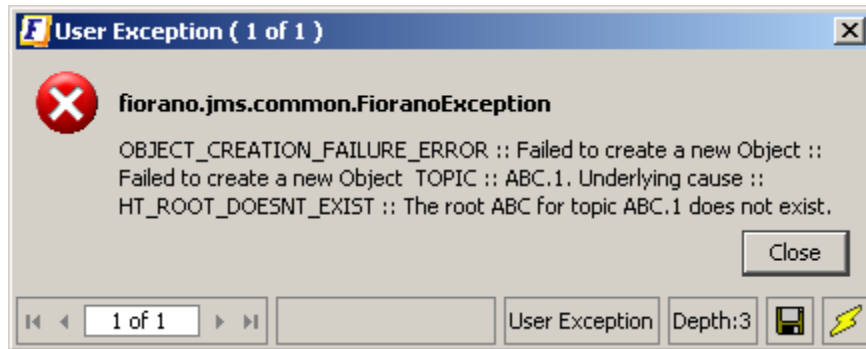 User Exception ( 1 of 1 )
fiorano.jms.common.FioranoException
OBJECT_CREATION_FAILURE_ERROR :: Failed to create a new Object ::
Failed to create a new Object  TOPIC :: ABC.1. Underlying cause ::
HT_ROOT_DOESNT_EXIST :: The root ABC for topic ABC.1 does not exist.
Close
1 of 1
User Exception
Depth:3